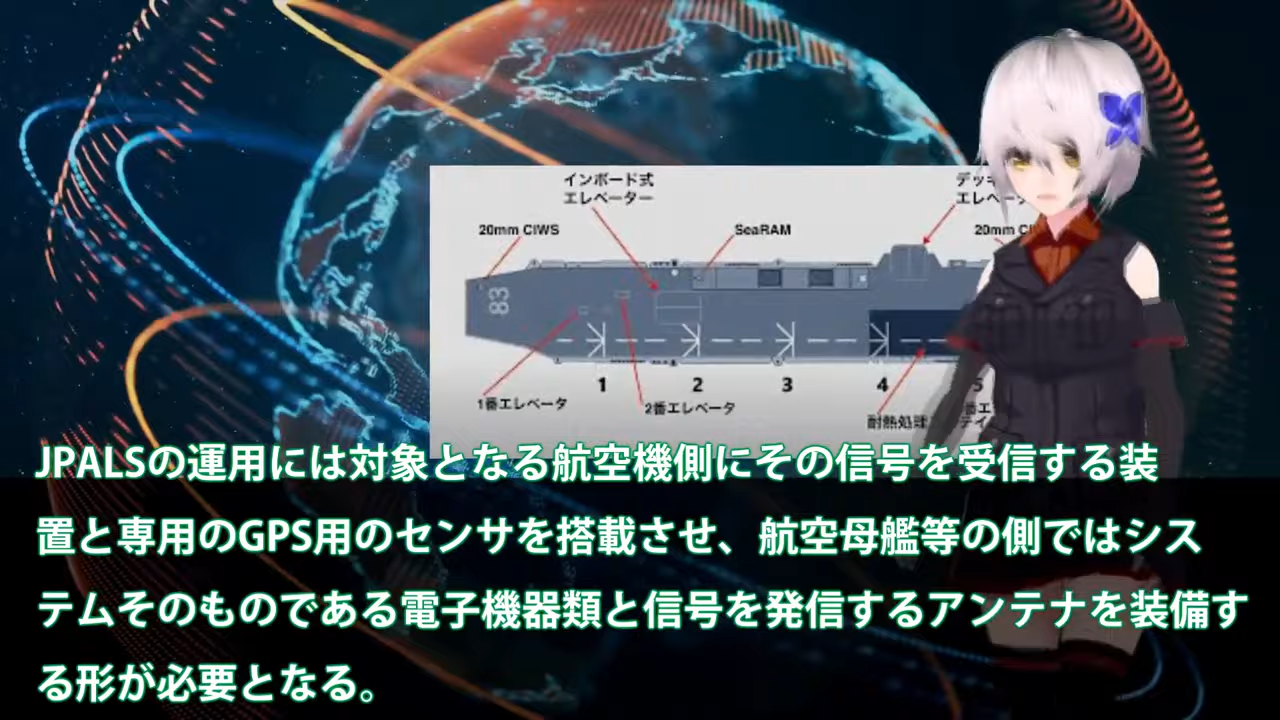 インボード式
エレベーター
デッキ
エレベ
20mm CIWS
SeaRAM
20mm CI
83
1
2
3
4
5
1番エレベータ
2番エレベータ
耐熱処理
JPALSの運用には対象となる航空機側にその信号を受信する装
置と専用のGPS用のセンサを搭載させ、航空母艦等の側ではシス
テムそのものである電子機器類と信号を発信するアンテナを装備す
る形が必要となる。